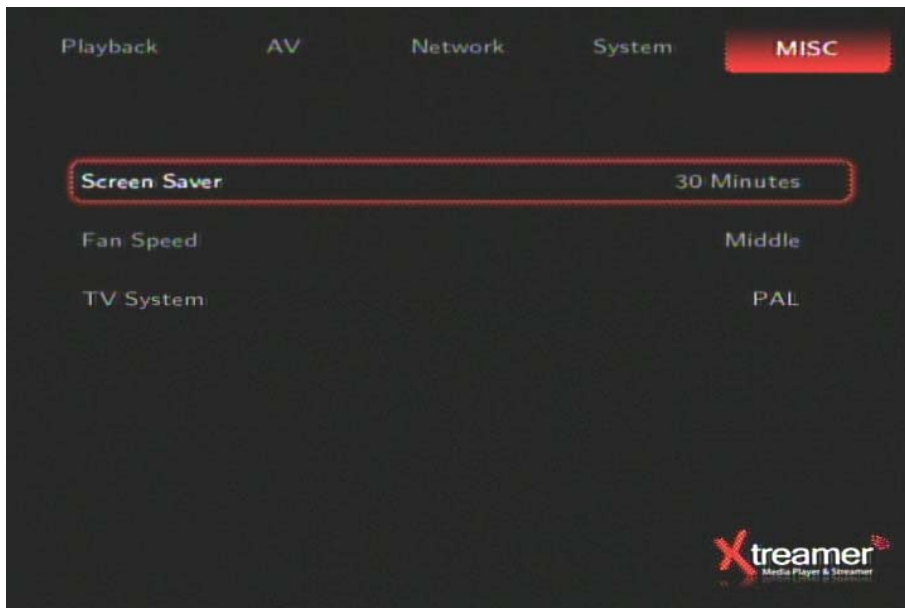 Playback AV Network System MISC
Screen Saver 30 Minutes
Fan Speed Middle
TV System PAL
Xtreamer
Media Player & Streamer